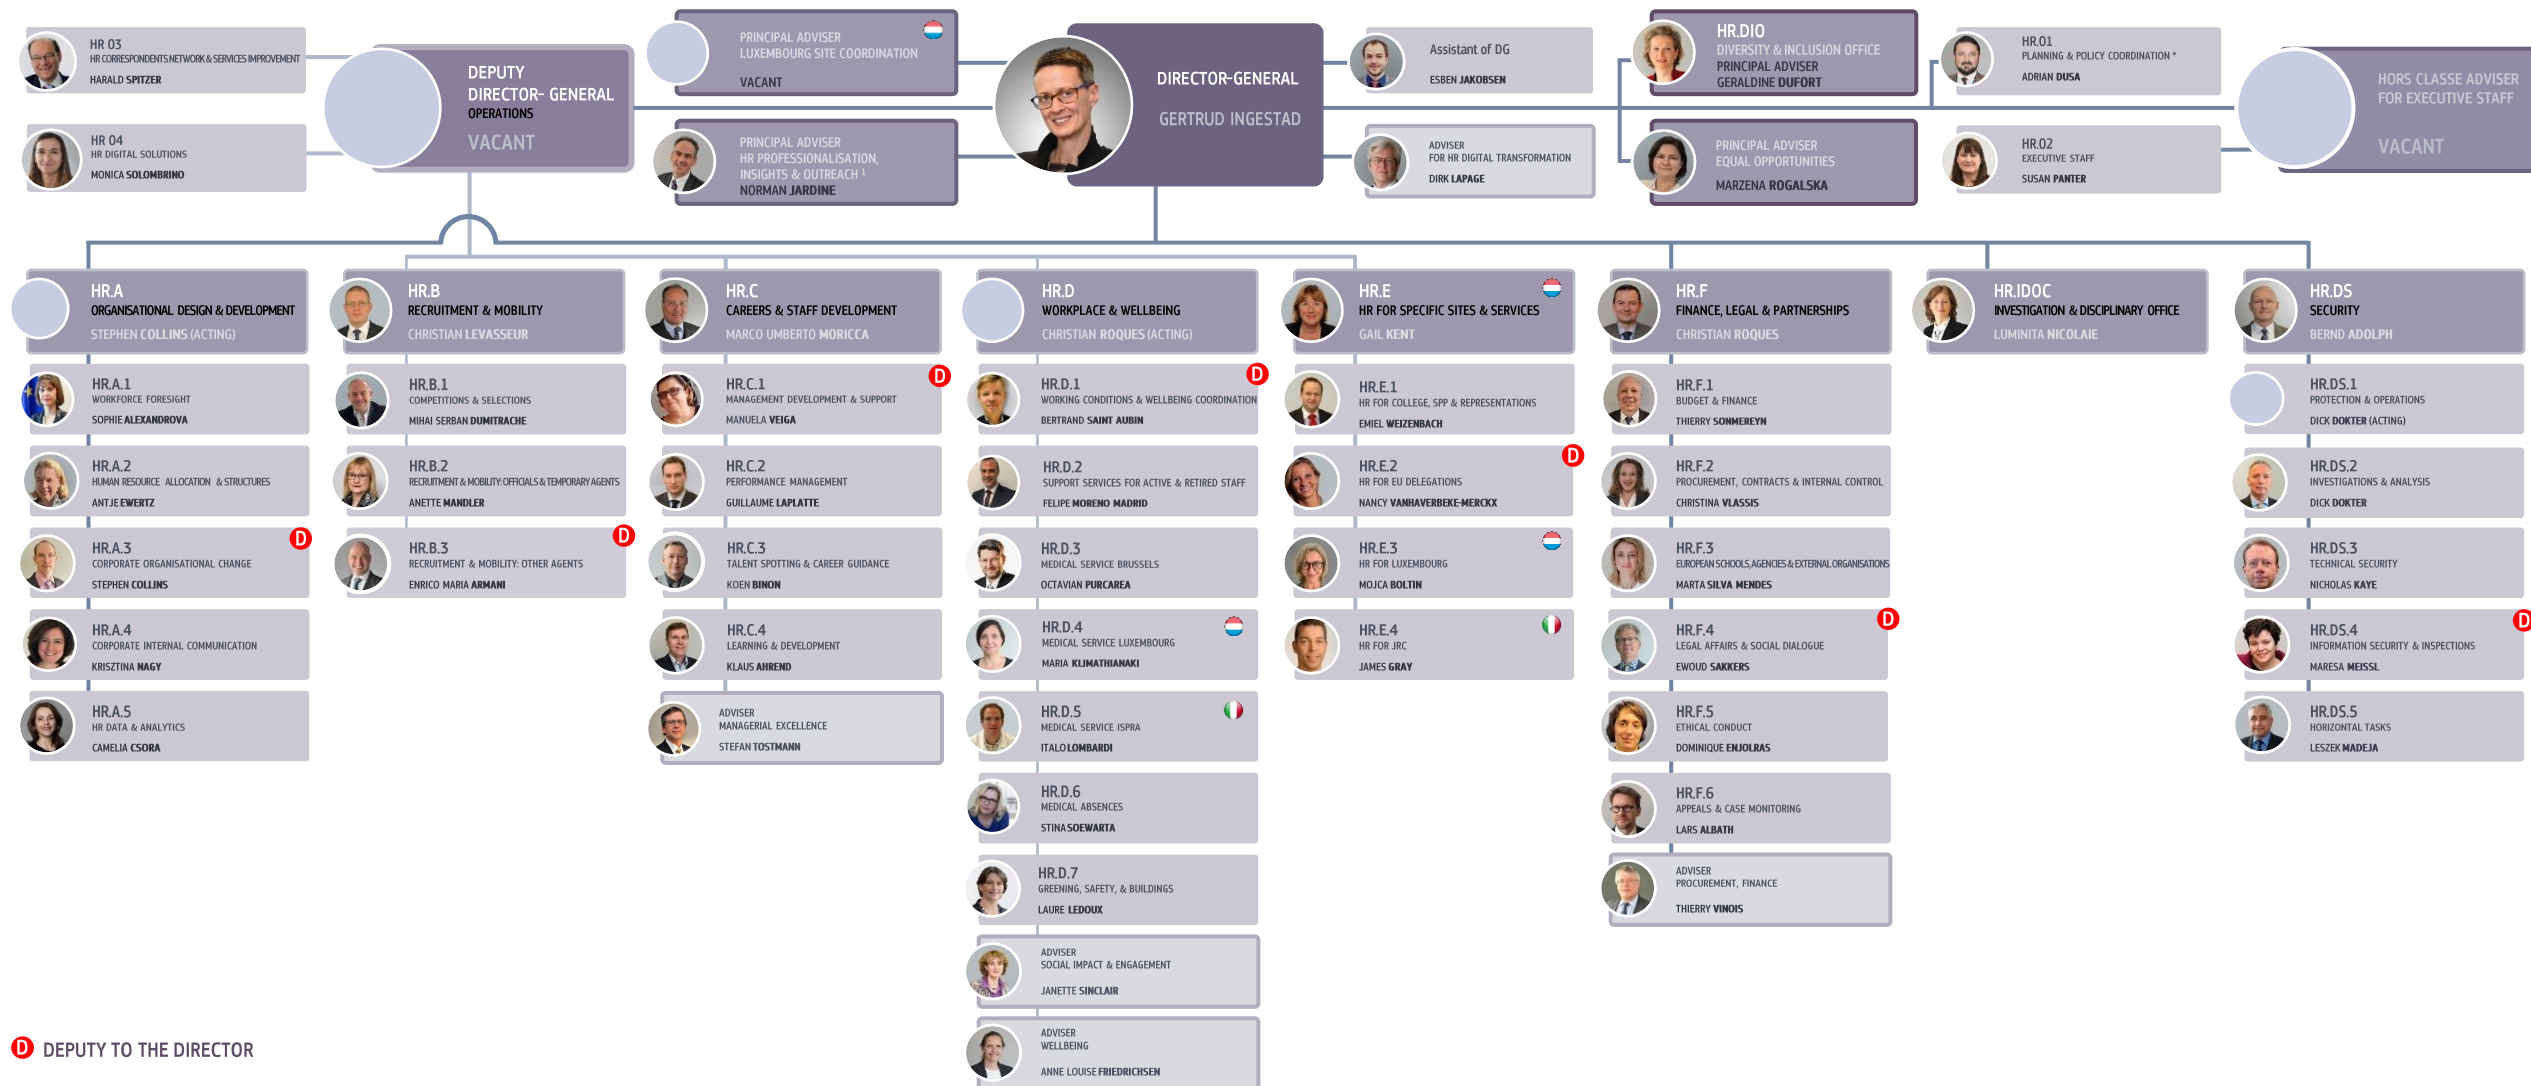 HR 03
HR CORRESPONDENTS NETWORK & SERVICES IMPROVEMENT
HARALD SPITZER
HR 04
HR DIGITAL SOLUTIONS
MONICA SOLOMBRINO
DEPUTY
DIRECTOR- GENERAL
OPERATIONS
VACANT
PRINCIPAL ADVISER
LUXEMBOURG SITE COORDINATION
VACANT
PRINCIPAL ADVISER
HR PROFESSIONALISATION,
INSIGHTS & OUTREACH 1
NORMAN JARDINE
DIRECTOR-GENERAL
GERTRUD INGESTAD
Assistant of DG
ESBEN JAKOBSEN
ADVISER
FOR HR DIGITAL TRANSFORMATION
DIRK LAPAGE
HR.DIO
DIVERSITY & INCLUSION OFFICE
PRINCIPAL ADVISER
GERALDINE DUFORT
PRINCIPAL ADVISER
EQUAL OPPORTUNITIES
MARZENA ROGALSKA
HR.01
PLANNING & POLICY COORDINATION *
ADRIAN DUSA
HR.02
EXECUTIVE STAFF
SUSAN PANTER
HORS CLASSE ADVISER
FOR EXECUTIVE STAFF
VACANT
HR.A
ORGANISATIONAL DESIGN & DEVELOPMENT
STEPHEN COLLINS (ACTING)
HR.A.1
WORKFORCE FORESIGHT
SOPHIE ALEXANDROVA
HR.A.2
HUMAN RESOURCE ALLOCATION & STRUCTURES
ANTJE EWERTZ
HR.A.3
D
CORPORATE ORGANISATIONAL CHANGE
STEPHEN COLLINS
HR.A.4
CORPORATE INTERNAL COMMUNICATION
KRISZTINA NAGY
HR.A.5
HR DATA & ANALYTICS
CAMELIA CSORA
HR.B
RECRUITMENT & MOBILITY
CHRISTIAN LEVASSEUR
HR.B.1
COMPETITIONS & SELECTIONS
MIHAI SERBAN DUMITRACHE
HR.B.2
RECRUITMENT & MOBILITY: OFFICIALS & TEMPORARY AGENTS
ANETTE MANDLER
HR.B.3
D
RECRUITMENT & MOBILITY: OTHER AGENTS
ENRICO MARIA ARMANI
HR.C
CAREERS & STAFF DEVELOPMENT
MARCO UMBERTO MORICCA
HR.C.1
D
MANAGEMENT DEVELOPMENT & SUPPORT
MANUELA VEIGA
HR.C.2
PERFORMANCE MANAGEMENT
GUILLAUME LAPLATTE
HR.C.3
TALENT SPOTTING & CAREER GUIDANCE
KOEN BINON
HR.C.4
LEARNING & DEVELOPMENT
KLAUS AHREND
ADVISER
MANAGERIAL EXCELLENCE
STEFAN TOSTMANN
HR.D
WORKPLACE & WELLBEING
CHRISTIAN ROQUES (ACTING)
HR.D.1
D
WORKING CONDITIONS & WELLBEING COORDINATION
BERTRAND SAINT AUBIN
HR.D.2
SUPPORT SERVICES FOR ACTIVE & RETIRED STAFF
FELIPE MORENO MADRID
HR.D.3
MEDICAL SERVICE BRUSSELS
OCTAVIAN PURCAREA
HR.D.4
MEDICAL SERVICE LUXEMBOURG
MARIA KLIMATHIANAKI
HR.D.5
MEDICAL SERVICE ISPRA
ITALO LOMBARDI
HR.D.6
MEDICAL ABSENCES
STINA SOEWARTA
HR.D.7
GREENING, SAFETY, & BUILDINGS
LAURE LEDOUX
ADVISER
SOCIAL IMPACT & ENGAGEMENT
JANETTE SINCLAIR
ADVISER
WELLBEING
ANNE LOUISE FRIEDRICHSEN
HR.E
HR FOR SPECIFIC SITES & SERVICES
GAIL KENT
HR.E.1
HR FOR COLLEGE, SPP & REPRESENTATIONS
EMIEL WEIZENBACH
HR.E.2
D
HR FOR EU DELEGATIONS
NANCY VANHAVERBEKE-MERCKX
HR.E.3
HR FOR LUXEMBOURG
MOJCA BOLTIN
HR.E.4
HR FOR JRC
JAMES GRAY
HR.F
FINANCE, LEGAL & PARTNERSHIPS
CHRISTIAN ROQUES
HR.F.1
BUDGET & FINANCE
THIERRY SONMEREYN
HR.F.2
PROCUREMENT, CONTRACTS & INTERNAL CONTROL
CHRISTINA VLASSIS
HR.F.3
EUROPEAN SCHOOLS, AGENCIES & EXTERNAL ORGANISATIONS
MARTA SILVA MENDES
HR.F.4
D
LEGAL AFFAIRS & SOCIAL DIALOGUE
EWOUD SAKKERS
HR.F.5
ETHICAL CONDUCT
DOMINIQUE ENJOLRAS
HR.F.6
APPEALS & CASE MONITORING
LARS ALBATH
ADVISER
PROCUREMENT, FINANCE
THIERRY VINOIS
HR.IDOC
INVESTIGATION & DISCIPLINARY OFFICE
LUMINITA NICOLAIE
HR.DS
SECURITY
BERND ADOLPH
HR.DS.1
PROTECTION & OPERATIONS
DICK DOKTER (ACTING)
HR.DS.2
INVESTIGATIONS & ANALYSIS
DICK DOKTER
HR.DS.3
TECHNICAL SECURITY
NICHOLAS KAYE
HR.DS.4
D
INFORMATION SECURITY & INSPECTIONS
MARESA MEISSL
HR.DS.5
HORIZONTAL TASKS
LESZEK MADEJA
D DEPUTY TO THE DIRECTOR